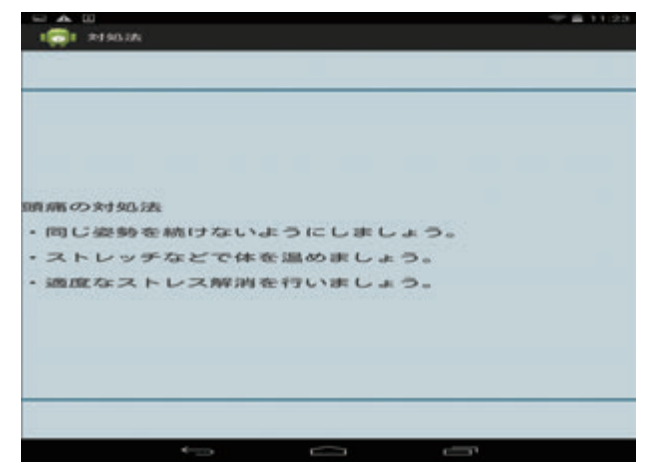 11:23
対処法
頭痛の対処法
・同じ姿勢を続けないようにしましょう。
・ストレッチなどで体を温めましょう。
・適度なストレス解消を行いましょう。